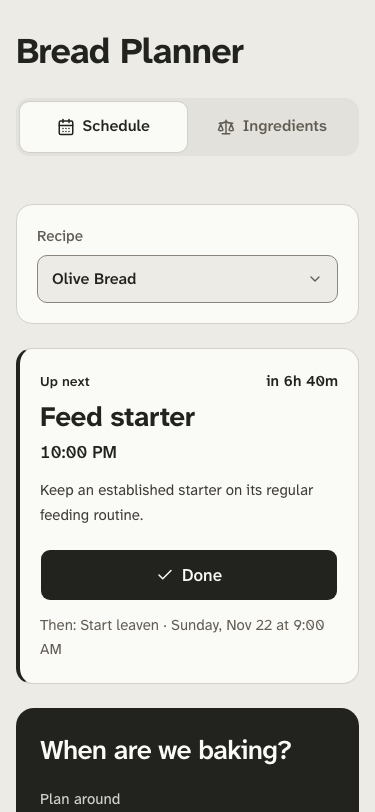 Bread Planner
Schedule
Ingredients
Recipe
Olive Bread
Up next
in 6h 40m
Feed starter
10:00 PM
Keep an established starter on its regular
feeding routine.
Done
Then: Start leaven · Sunday, Nov 22 at 9:00
AM
When are we baking?
Plan around